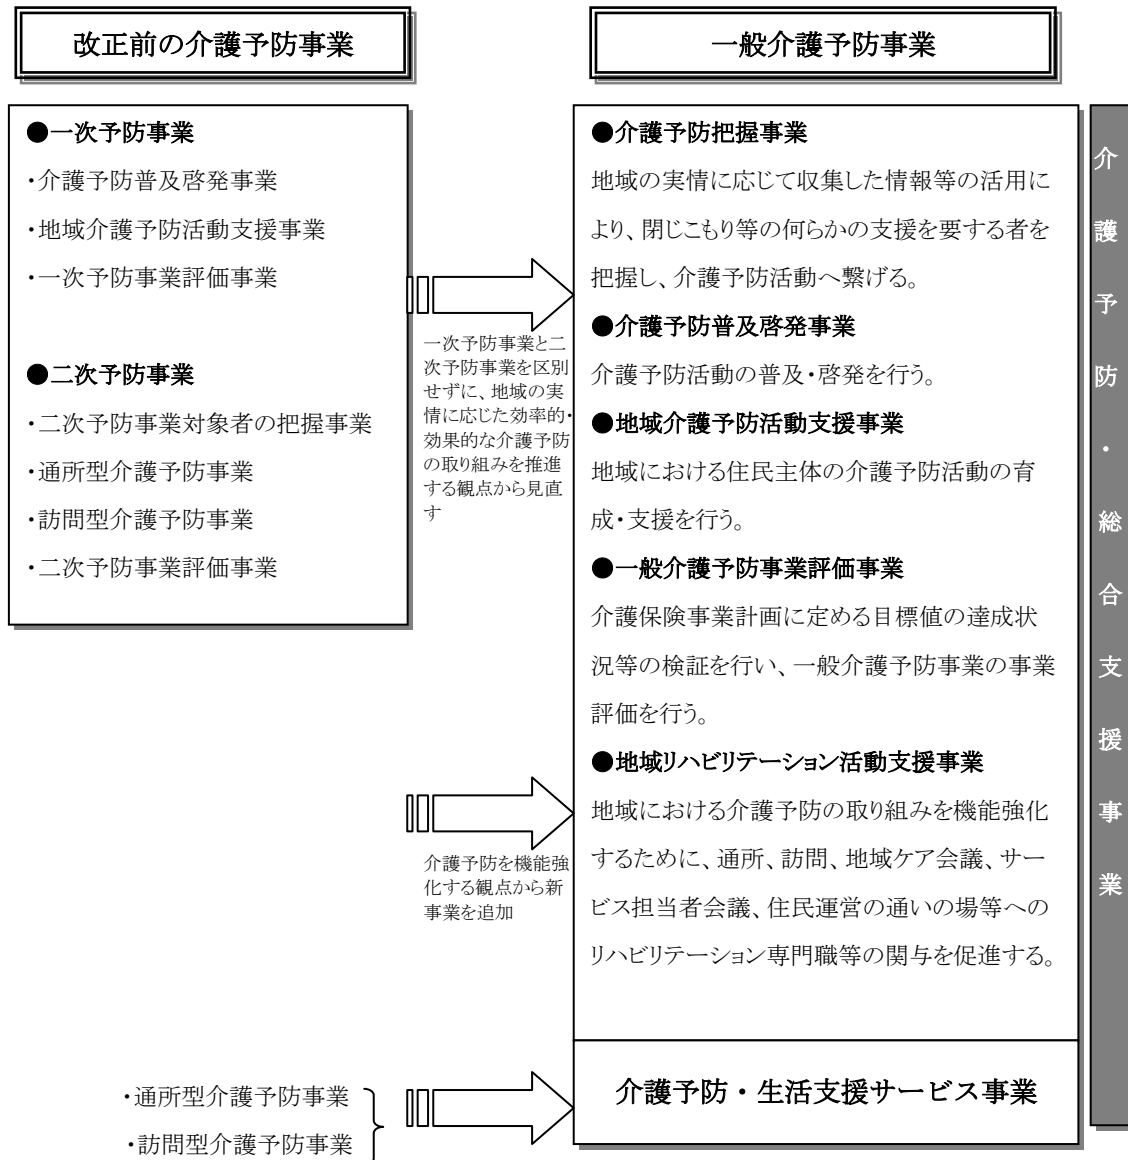 改正前の介護予防事業
一般介護予防事業
●一次予防事業
・介護予防普及啓発事業
・地域介護予防活動支援事業
・一次予防事業評価事業
●二次予防事業
・二次予防事業対象者の把握事業
・通所型介護予防事業
・訪問型介護予防事業
・二次予防事業評価事業
一次予防事業と二
次予防事業を区別
せずに、地域の実
情に応じた効率的・
効果的な介護予防
の取り組みを推進
する観点から見直
す
●介護予防把握事業
地域の実情に応じて収集した情報等の活用に
より、閉じこもり等の何らかの支援を要する者を
把握し、介護予防活動へ繋げる。
●介護予防普及啓発事業
介護予防活動の普及・啓発を行う。
●地域介護予防活動支援事業
地域における住民主体の介護予防活動の育
成・支援を行う。
●一般介護予防事業評価事業
介護保険事業計画に定める目標値の達成状
況等の検証を行い、一般介護予防事業の事業
評価を行う。
●地域リハビリテーション活動支援事業
地域における介護予防の取り組みを機能強化
するために、通所、訪問、地域ケア会議、サー
ビス担当者会議、住民運営の通いの場等への
リハビリテーション専門職等の関与を促進する。
介護予防を機能強
化する観点から新
事業を追加
・通所型介護予防事業
・訪問型介護予防事業
介護予防・生活支援サービス事業
介護予防・総合支援事業